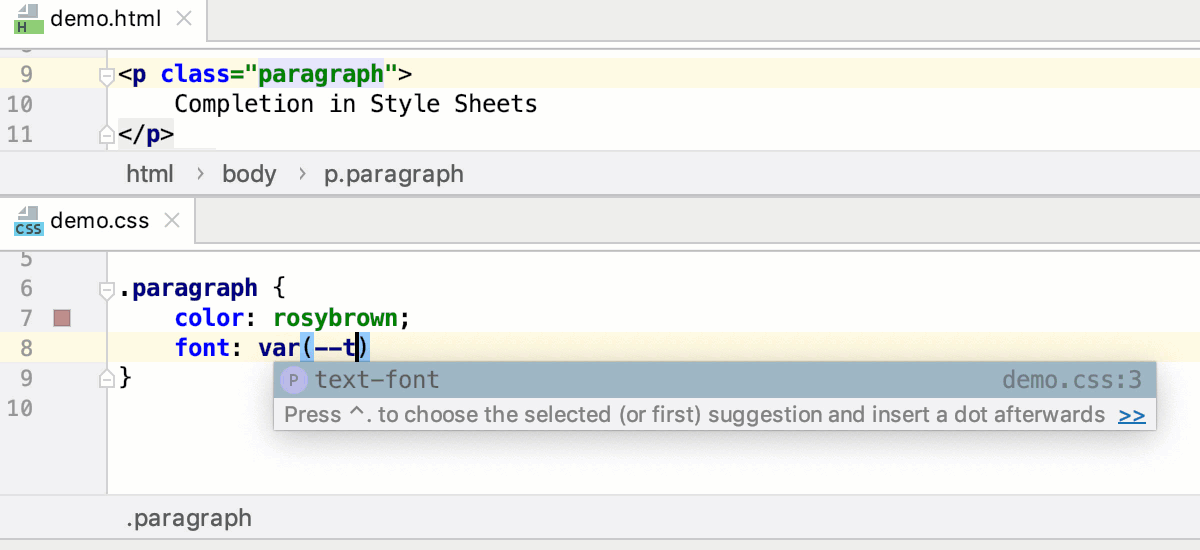 H demo.html
9 <p class="paragraph">
10 Completion in Style Sheets
11 </p>
html › body › p.paragraph
CSS demo.css
5
6 .paragraph {
7 color: rosybrown;
8 font: var(--t)
P text-font demo.css:3
9 }
Press ^. to choose the selected (or first) suggestion and insert a dot afterwards >>
10
.paragraph